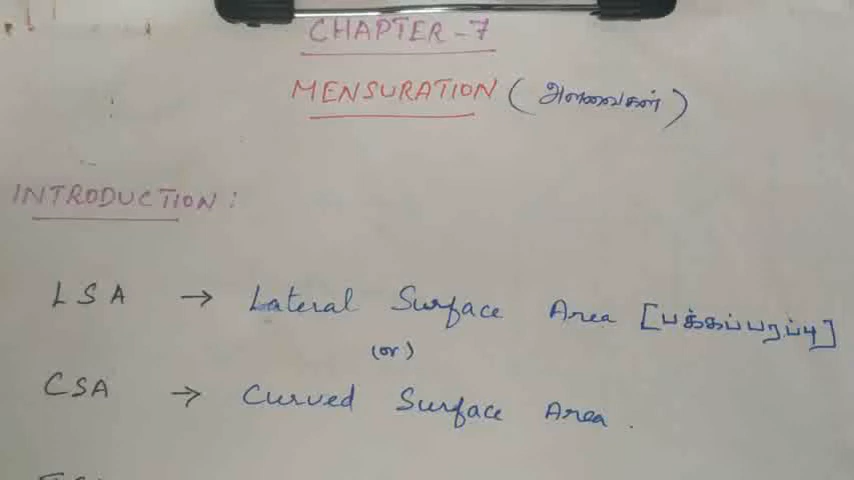 CHAPTER -7
MENSURATION (அளவைகள்)
INTRODUCTION :
LSA → Lateral Surface Area [பக்கப்பரப்பு]
(or)
CSA → Curved Surface Area.